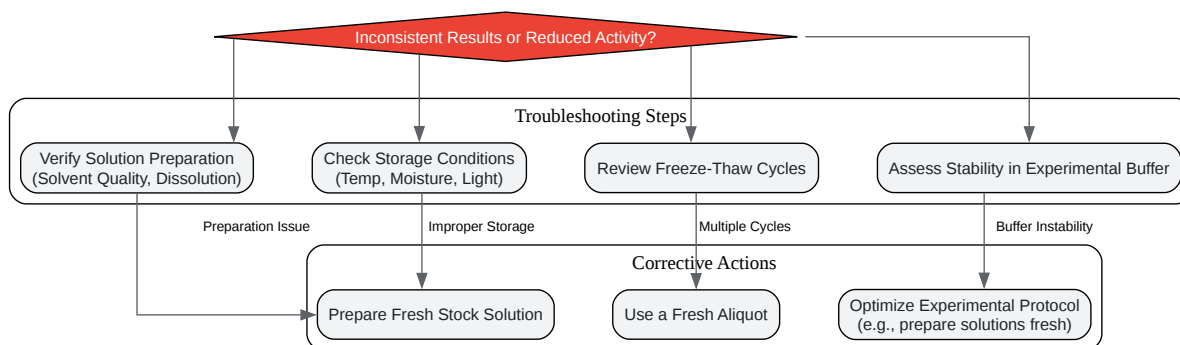 Inconsistent Results or Reduced Activity?
Troubleshooting Steps
Verify Solution Preparation
(Solvent Quality, Dissolution)
Check Storage Conditions
(Temp, Moisture, Light)
Review Freeze-Thaw Cycles
Assess Stability in Experimental Buffer
Preparation Issue
Improper Storage
Multiple Cycles
Buffer Instability
Corrective Actions
Prepare Fresh Stock Solution
Use a Fresh Aliquot
Optimize Experimental Protocol
(e.g., prepare solutions fresh)